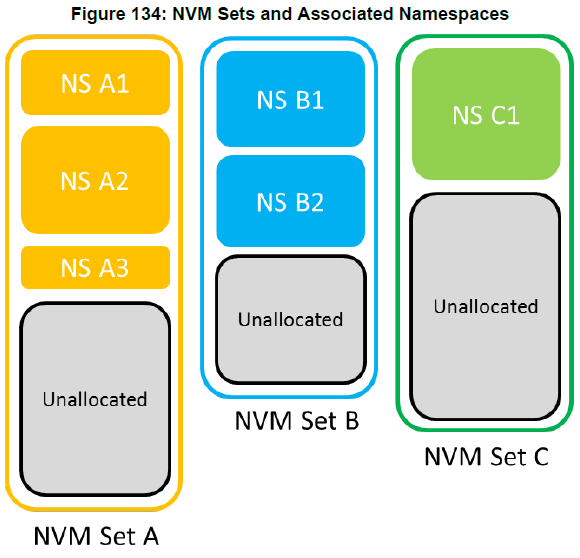 Figure 134: NVM Sets and Associated Namespaces
NS A1
NS A2
NS A3
Unallocated
NVM Set A
NS B1
NS B2
Unallocated
NVM Set B
NS C1
Unallocated
NVM Set C